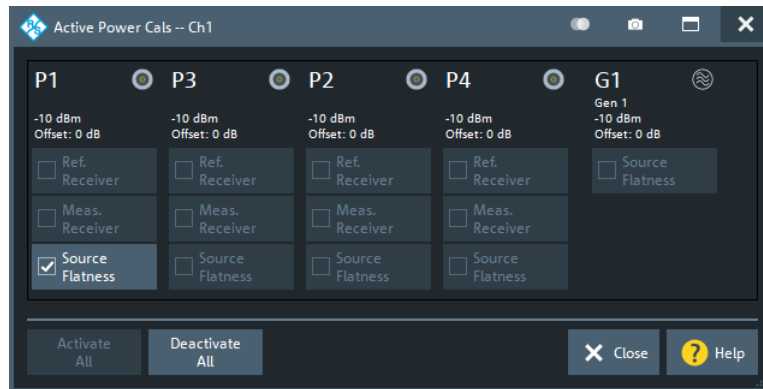 Active Power Cals -- Ch1
P1
-10 dBm
Offset: 0 dB
Ref.
Receiver
Meas.
Receiver
Source
Flatness
P3
-10 dBm
Offset: 0 dB
Ref.
Receiver
Meas.
Receiver
Source
Flatness
P2
-10 dBm
Offset: 0 dB
Ref.
Receiver
Meas.
Receiver
Source
Flatness
P4
-10 dBm
Offset: 0 dB
Ref.
Receiver
Meas.
Receiver
Source
Flatness
G1
Gen 1
-10 dBm
Offset: 0 dB
Source
Flatness
Activate
All
Deactivate
All
Close
? Help